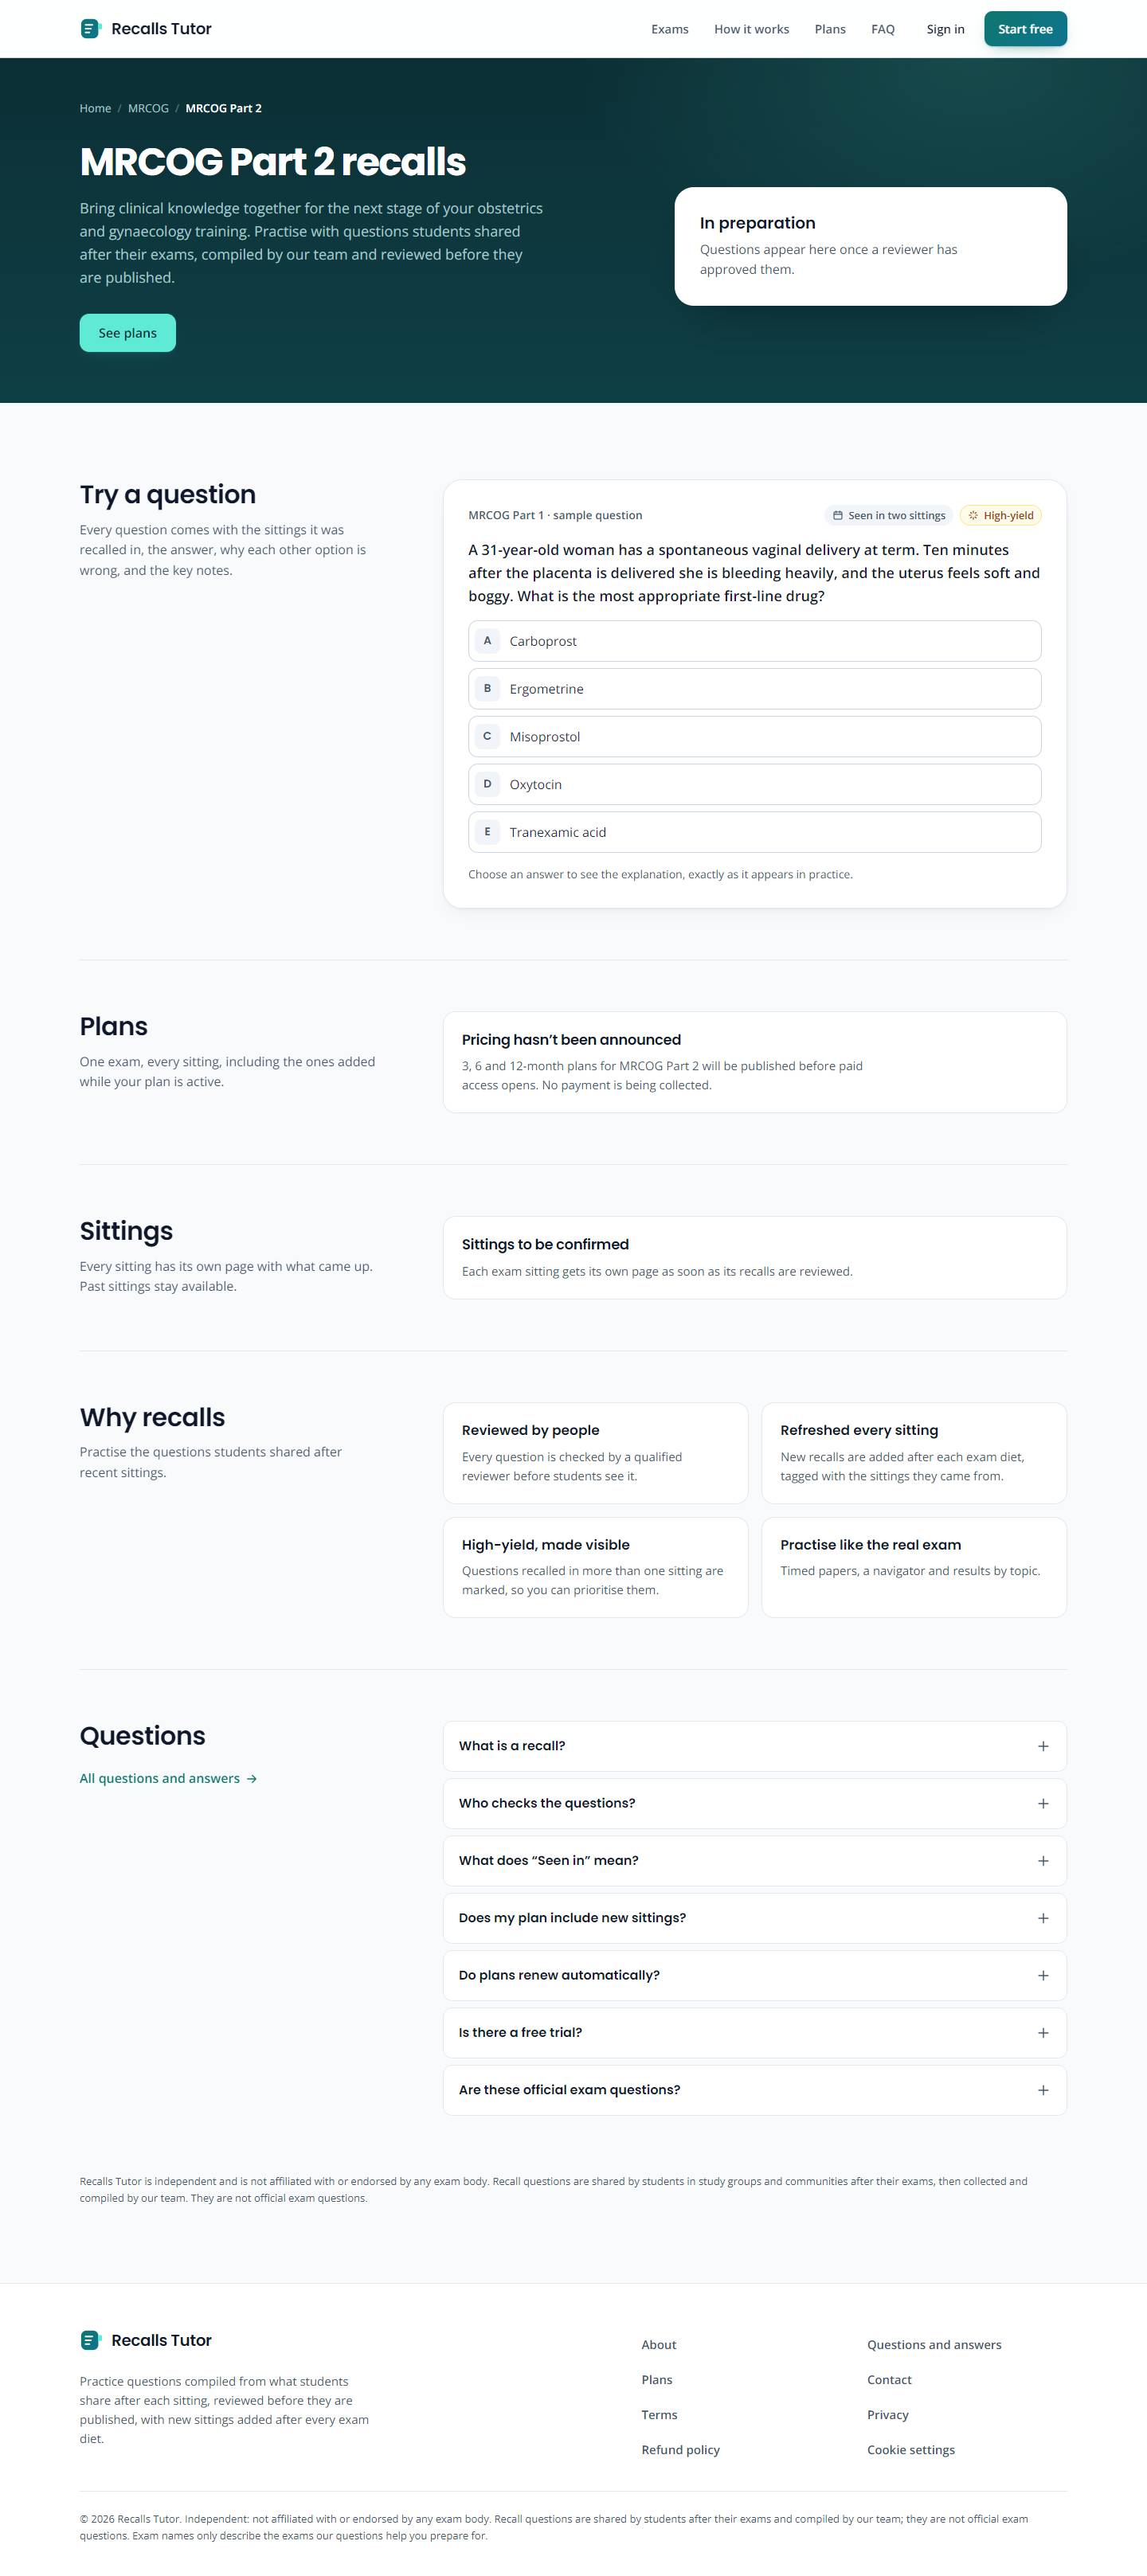 Recalls Tutor
Exams
How it works
Plans
FAQ
Sign in
Start free
Home / MRCOG / MRCOG Part 2
MRCOG Part 2 recalls
Bring clinical knowledge together for the next stage of your obstetrics
and gynaecology training. Practise with questions students shared
after their exams, compiled by our team and reviewed before they
are published.
See plans
In preparation
Questions appear here once a reviewer has
approved them.
Try a question
Every question comes with the sittings it was
recalled in, the answer, why each other option is
wrong, and the key notes.
MRCOG Part 1 · sample question
Seen in two sittings
High-yield
A 31-year-old woman has a spontaneous vaginal delivery at term. Ten minutes
after the placenta is delivered she is bleeding heavily, and the uterus feels soft and
boggy. What is the most appropriate first-line drug?
A Carboprost
B Ergometrine
C Misoprostol
D Oxytocin
E Tranexamic acid
Choose an answer to see the explanation, exactly as it appears in practice.
Plans
One exam, every sitting, including the ones added
while your plan is active.
Pricing hasn’t been announced
3, 6 and 12-month plans for MRCOG Part 2 will be published before paid
access opens. No payment is being collected.
Sittings
Every sitting has its own page with what came up.
Past sittings stay available.
Sittings to be confirmed
Each exam sitting gets its own page as soon as its recalls are reviewed.
Why recalls
Practise the questions students shared after
recent sittings.
Reviewed by people
Every question is checked by a qualified
reviewer before students see it.
Refreshed every sitting
New recalls are added after each exam diet,
tagged with the sittings they came from.
High-yield, made visible
Questions recalled in more than one sitting are
marked, so you can prioritise them.
Practise like the real exam
Timed papers, a navigator and results by topic.
Questions
All questions and answers →
What is a recall?
Who checks the questions?
What does “Seen in” mean?
Does my plan include new sittings?
Do plans renew automatically?
Is there a free trial?
Are these official exam questions?
Recalls Tutor is independent and is not affiliated with or endorsed by any exam body. Recall questions are shared by students in study groups and communities after their exams, then collected and
compiled by our team. They are not official exam questions.
Recalls Tutor
Practice questions compiled from what students
share after each sitting, reviewed before they are
published, with new sittings added after every exam
diet.
About
Questions and answers
Plans
Contact
Terms
Privacy
Refund policy
Cookie settings
© 2026 Recalls Tutor. Independent: not affiliated with or endorsed by any exam body. Recall questions are shared by students after their exams and compiled by our team; they are not official exam
questions. Exam names only describe the exams our questions help you prepare for.